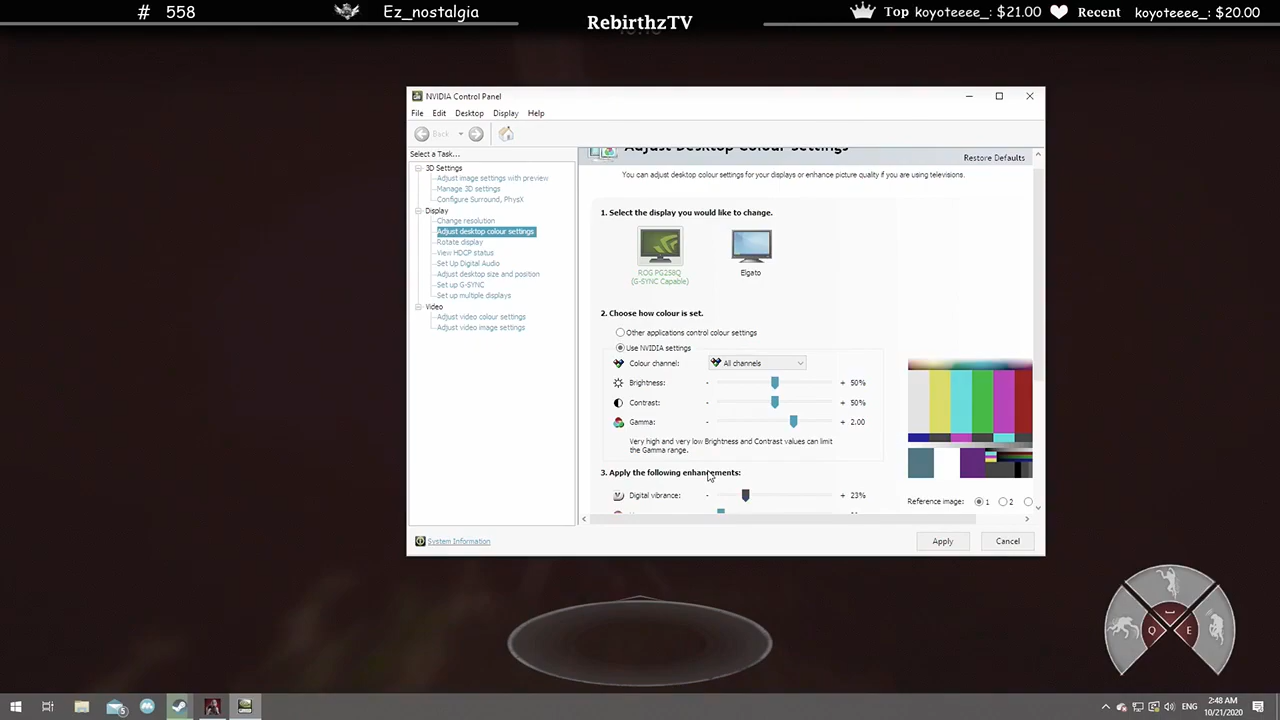 # 558
Ez_nostalgia
RebirthzTV
Top koyoteeee_: $21.00
Recent koyoteeee_: $20.00
NVIDIA Control Panel
File Edit Desktop Display Help
Back
Select a Task...
3D Settings
Adjust image settings with preview
Manage 3D settings
Configure Surround, PhysX
Display
Change resolution
Adjust desktop colour settings
Rotate display
View HDCP status
Set Up Digital Audio
Adjust desktop size and position
Set up G-SYNC
Set up multiple displays
Video
Adjust video colour settings
Adjust video image settings
System Information
Adjust Desktop Colour Settings
Restore Defaults
You can adjust desktop colour settings for your displays or enhance picture quality if you are using televisions.
1. Select the display you would like to change.
ROG PG258Q
(G-SYNC Capable)
Elgato
2. Choose how colour is set.
Other applications control colour settings
Use NVIDIA settings
Colour channel: All channels
Brightness: - + 50%
Contrast: - + 50%
Gamma: - + 2.00
Very high and very low Brightness and Contrast values can limit
the Gamma range.
3. Apply the following enhancements:
Digital vibrance: - + 23%
Reference image: 1 2
Apply Cancel
Q E
5
ENG
2:48 AM
10/21/2020